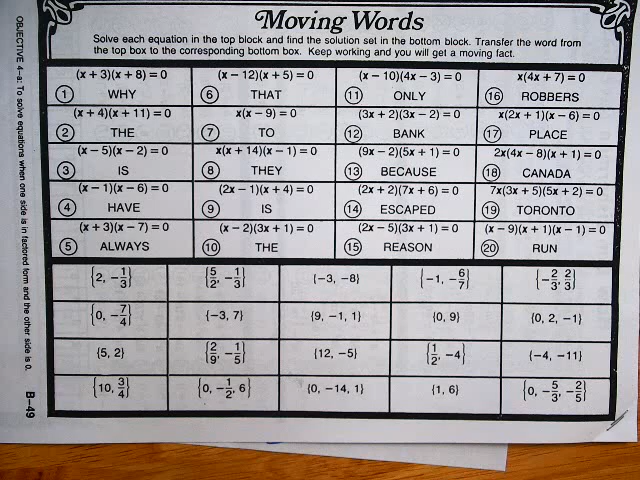 Moving Words
Solve each equation in the top block and find the solution set in the bottom block. Transfer the word from
the top box to the corresponding bottom box. Keep working and you will get a moving fact.
(x + 3)(x + 8) = 0 (x − 12)(x + 5) = 0 (x − 10)(4x − 3) = 0 x(4x + 7) = 0
1 WHY 6 THAT 11 ONLY 16 ROBBERS
(x + 4)(x + 11) = 0 x(x − 9) = 0 (3x + 2)(3x − 2) = 0 x(2x + 1)(x − 6) = 0
2 THE 7 TO 12 BANK 17 PLACE
(x − 5)(x − 2) = 0 x(x + 14)(x − 1) = 0 (9x − 2)(5x + 1) = 0 2x(4x − 8)(x + 1) = 0
3 IS 8 THEY 13 BECAUSE 18 CANADA
(x − 1)(x − 6) = 0 (2x − 1)(x + 4) = 0 (2x + 2)(7x + 6) = 0 7x(3x + 5)(5x + 2) = 0
4 HAVE 9 IS 14 ESCAPED 19 TORONTO
(x + 3)(x − 7) = 0 (x − 2)(3x + 1) = 0 (2x − 5)(3x + 1) = 0 (x − 9)(x + 1)(x − 1) = 0
5 ALWAYS 10 THE 15 REASON 20 RUN
{2, −1/3} {5/2, −1/3} {−3, −8} {−1, −6/7} {−2/3, 2/3}
{0, −7/4} {−3, 7} {9, −1, 1} {0, 9} {0, 2, −1}
{5, 2} {2/9, −1/5} {12, −5} {1/2, −4} {−4, −11}
{10, 3/4} {0, −1/2, 6} {0, −14, 1} {1, 6} {0, −5/3, −2/5}
OBJECTIVE 4–a: To solve equations when one side is in factored form and the other side is 0.
B–49